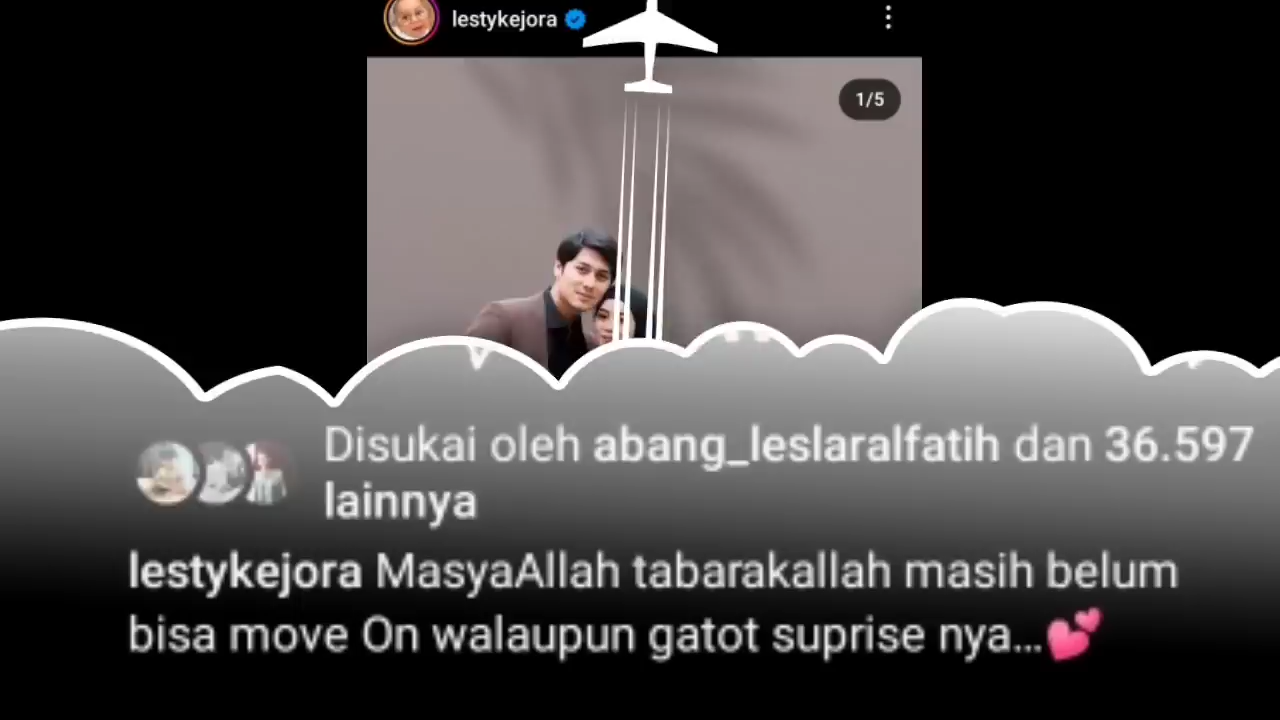 lestykejora
1/5
Disukai oleh abang_leslaralfatih dan 36.597
lainnya
lestykejora MasyaAllah tabarakallah masih belum
bisa move On walaupun gatot suprise nya...💕